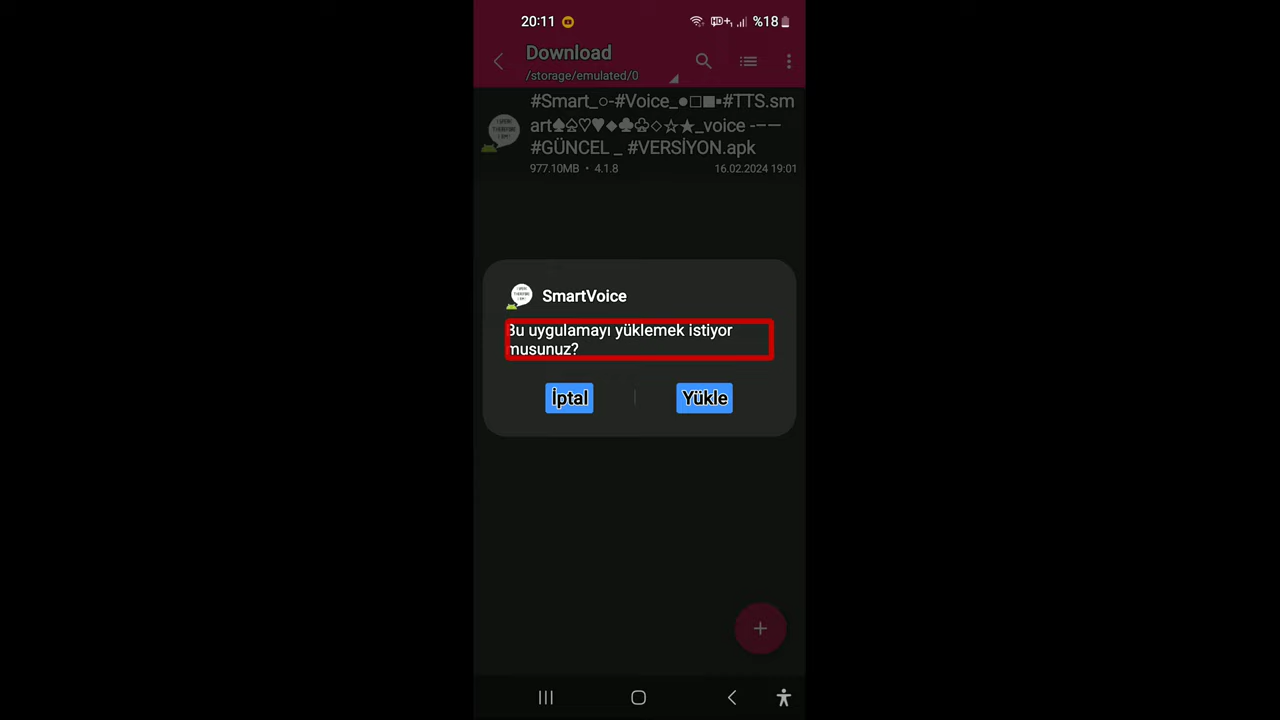 20:11 %18
Download
/storage/emulated/0
#Smart_○-#Voice_●□■▪#TTS.sm
art♠♤♡♥◆♣♧◇☆★_voice -——
#GÜNCEL _ #VERSİYON.apk
977.10MB • 4.1.8 16.02.2024 19:01
SmartVoice
Bu uygulamayı yüklemek istiyor
musunuz?
İptal Yükle